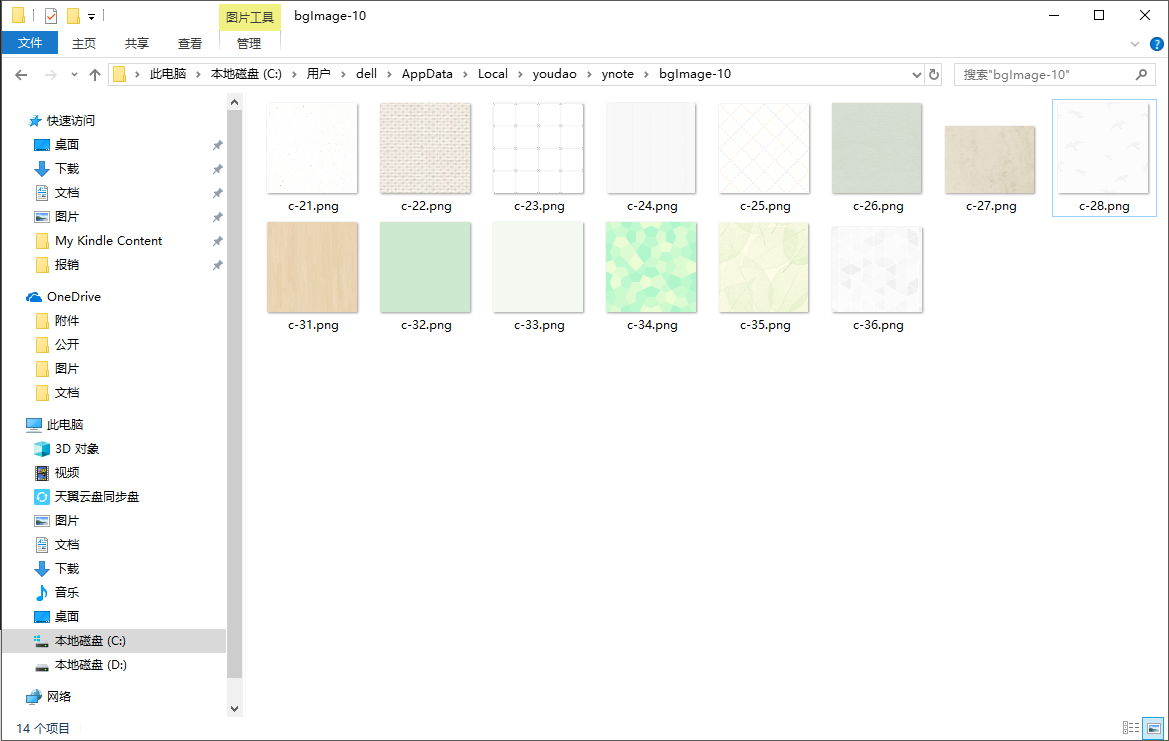 图片工具 bgImage-10
文件 主页 共享 查看 管理
此电脑 本地磁盘 (C:) 用户 dell AppData Local youdao ynote bgImage-10
搜索"bgImage-10"
快速访问
桌面
下载
文档
图片
My Kindle Content
报销
OneDrive
附件
公开
图片
文档
此电脑
3D 对象
视频
天翼云盘同步盘
图片
文档
下载
音乐
桌面
本地磁盘 (C:)
本地磁盘 (D:)
网络
c-21.png c-22.png c-23.png c-24.png c-25.png c-26.png c-27.png c-28.png
c-31.png c-32.png c-33.png c-34.png c-35.png c-36.png
14 个项目